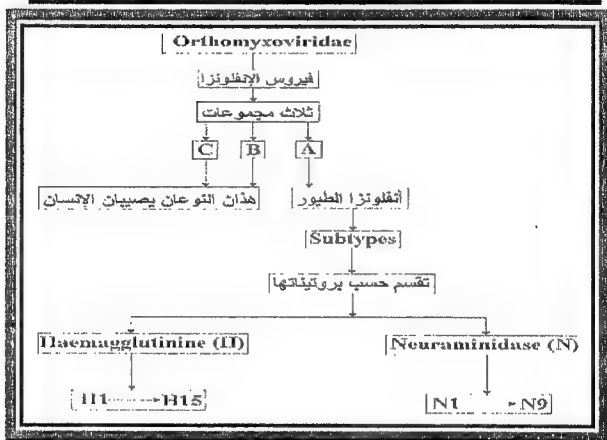 Orthomyxoviridae
فيروس الإنفلونزا
ثلاث مجموعات
A B C
أنفلونزا الطيور
هذان النوعان يصيبان الإنسان
Subtypes
تقسم حسب بروتيناتها
Haemagglutinine (H) Neuraminidase (N)
H1 H15 N1 N9